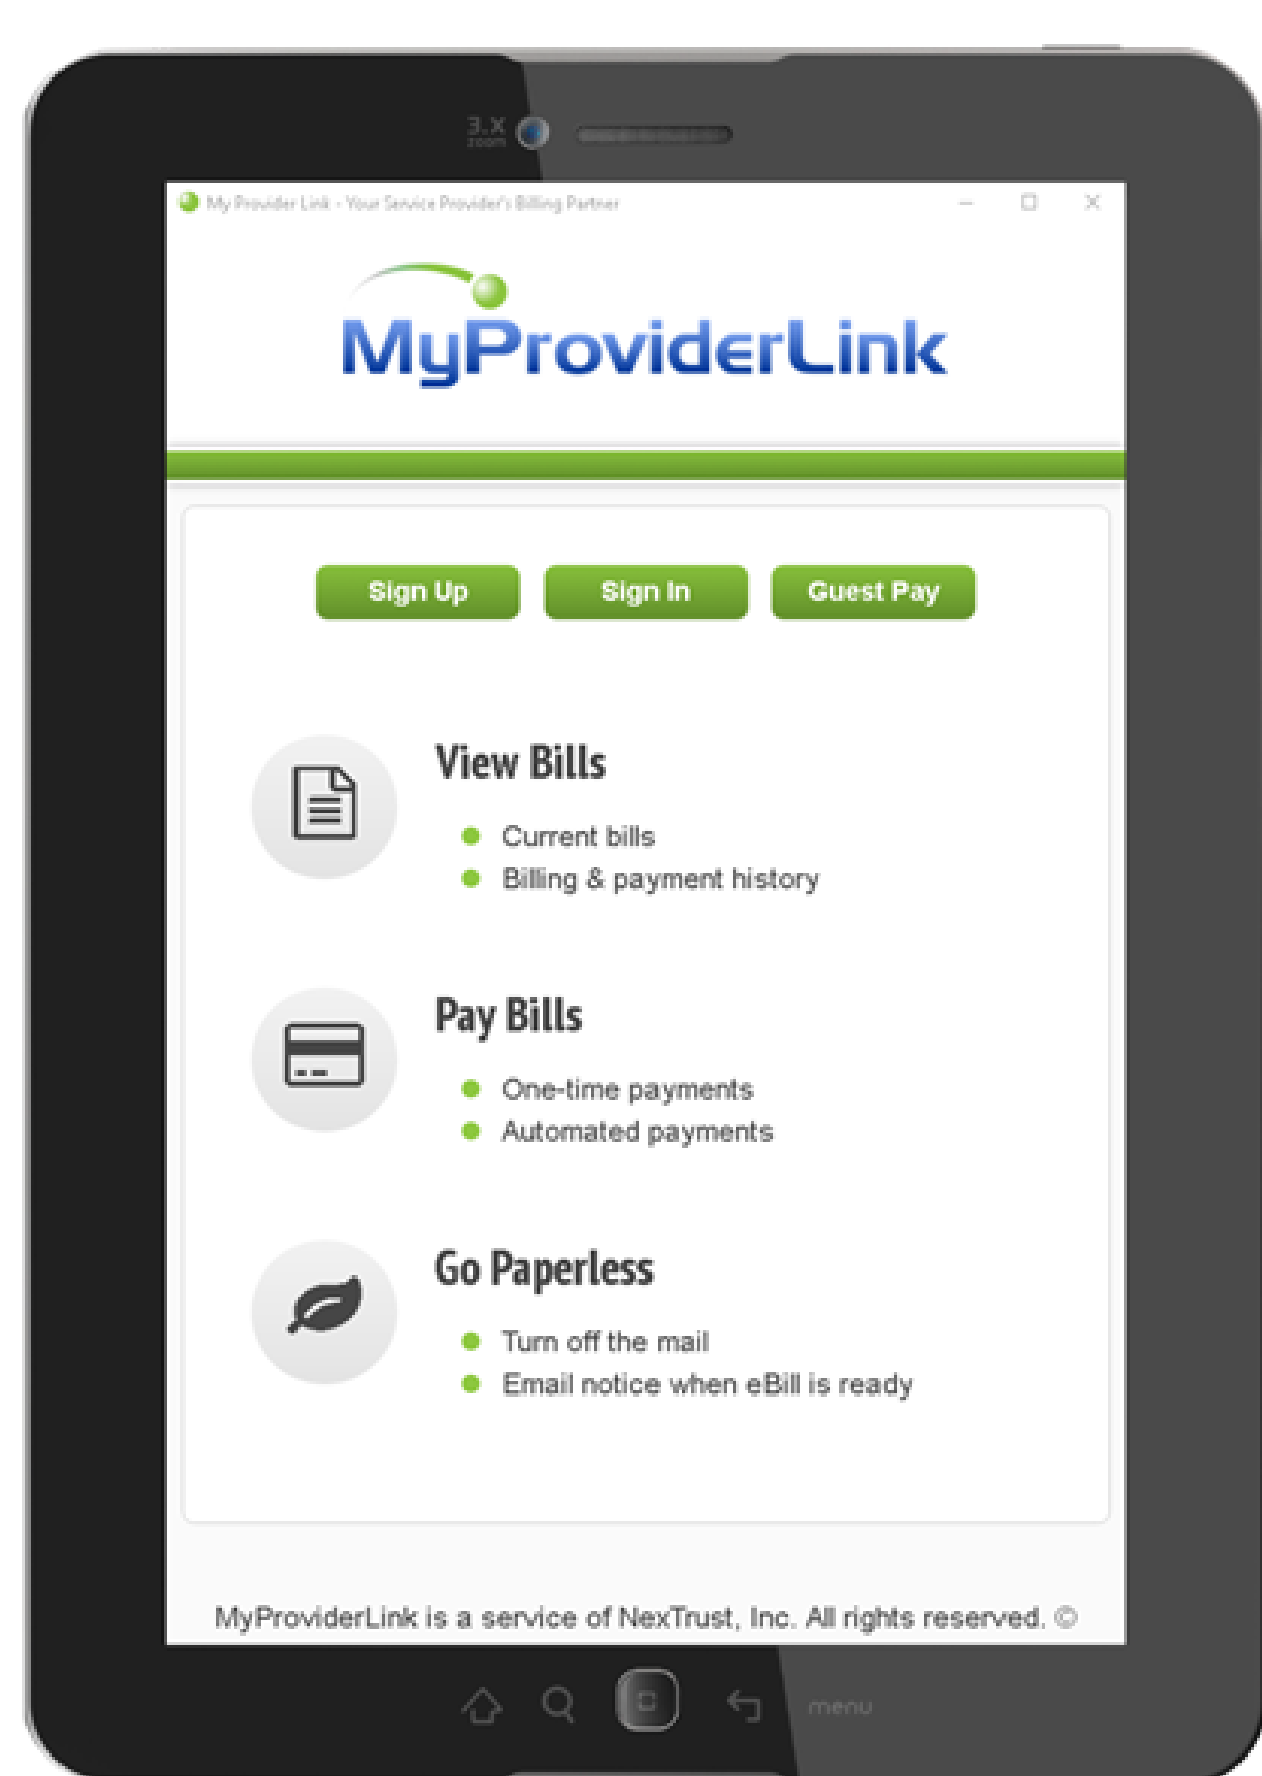 3.X
zoom
My Provider Link - Your Service Provider's Billing Partner
MyProviderLink
Sign Up Sign In Guest Pay
View Bills
Current bills
Billing & payment history
Pay Bills
One-time payments
Automated payments
Go Paperless
Turn off the mail
Email notice when eBill is ready
MyProviderLink is a service of NexTrust, Inc. All rights reserved. ©
menu